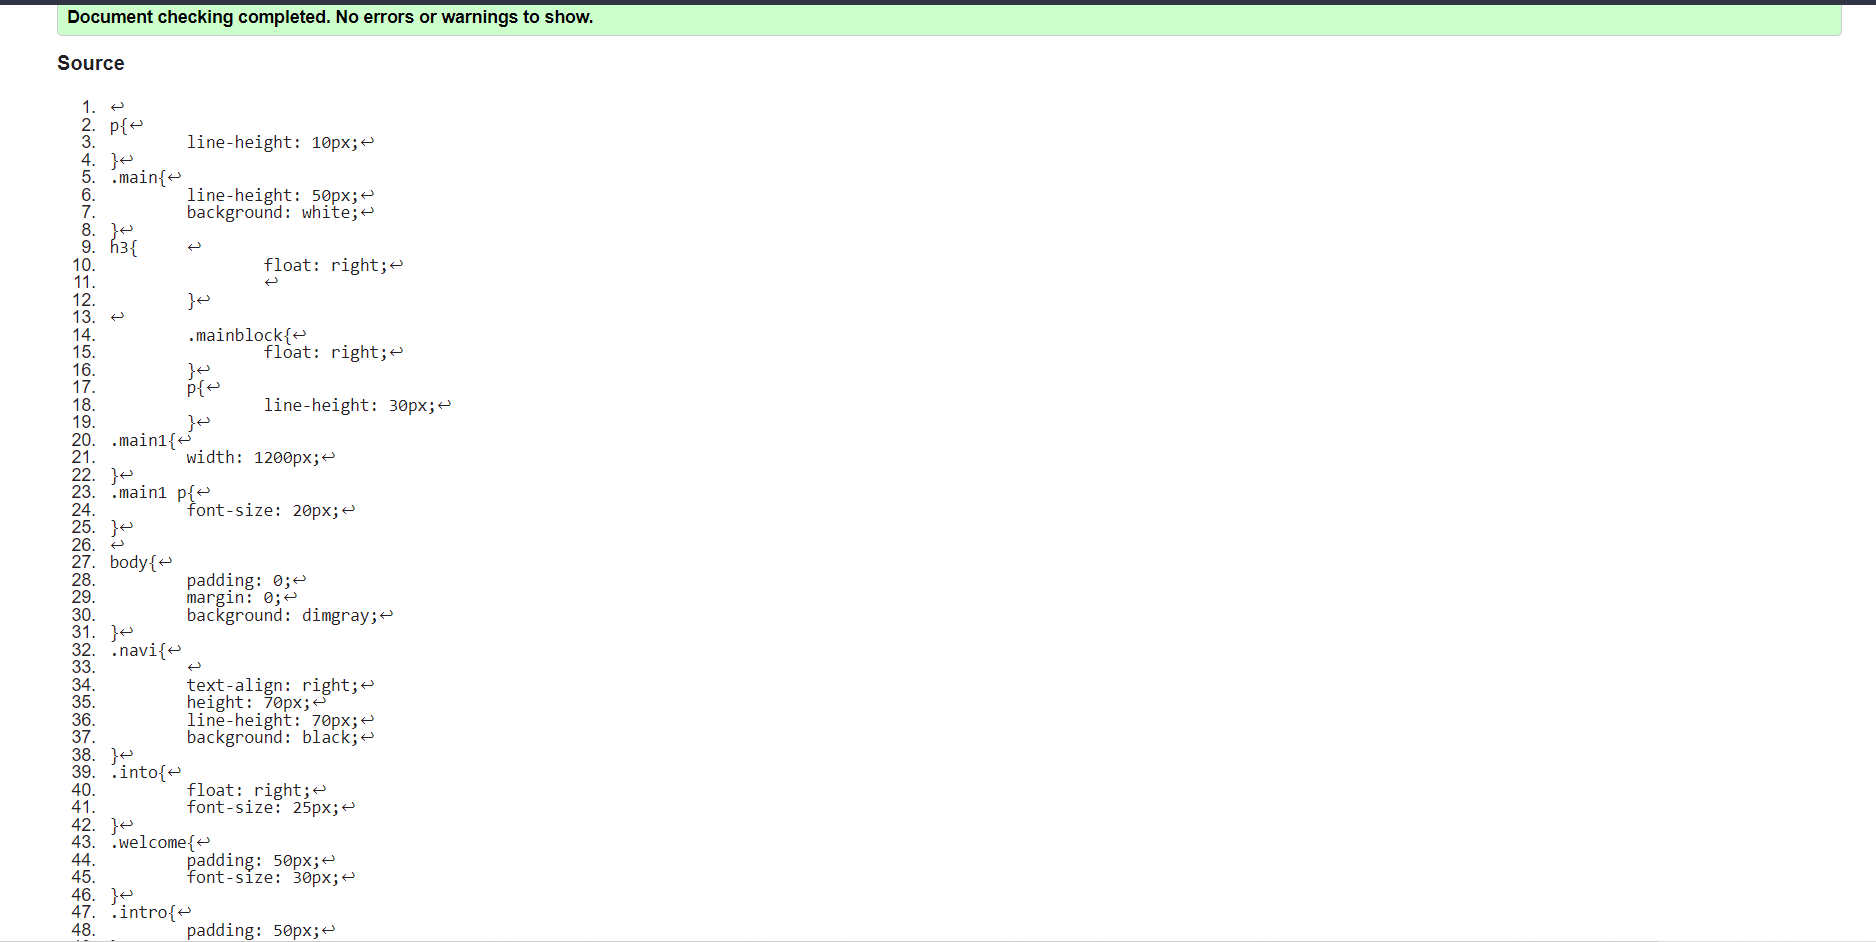 Document checking completed. No errors or warnings to show.
Source
1. ↩
2. p{↩
3. line-height: 10px;↩
4. }↩
5. .main{↩
6. line-height: 50px;↩
7. background: white;↩
8. }↩
9. h3{ ↩
10. float: right;↩
11. ↩
12. }↩
13. ↩
14. .mainblock{↩
15. float: right;↩
16. }↩
17. p{↩
18. line-height: 30px;↩
19. }↩
20. .main1{↩
21. width: 1200px;↩
22. }↩
23. .main1 p{↩
24. font-size: 20px;↩
25. }↩
26. ↩
27. body{↩
28. padding: 0;↩
29. margin: 0;↩
30. background: dimgray;↩
31. }↩
32. .navi{↩
33. ↩
34. text-align: right;↩
35. height: 70px;↩
36. line-height: 70px;↩
37. background: black;↩
38. }↩
39. .into{↩
40. float: right;↩
41. font-size: 25px;↩
42. }↩
43. .welcome{↩
44. padding: 50px;↩
45. font-size: 30px;↩
46. }↩
47. .intro{↩
48. padding: 50px;↩